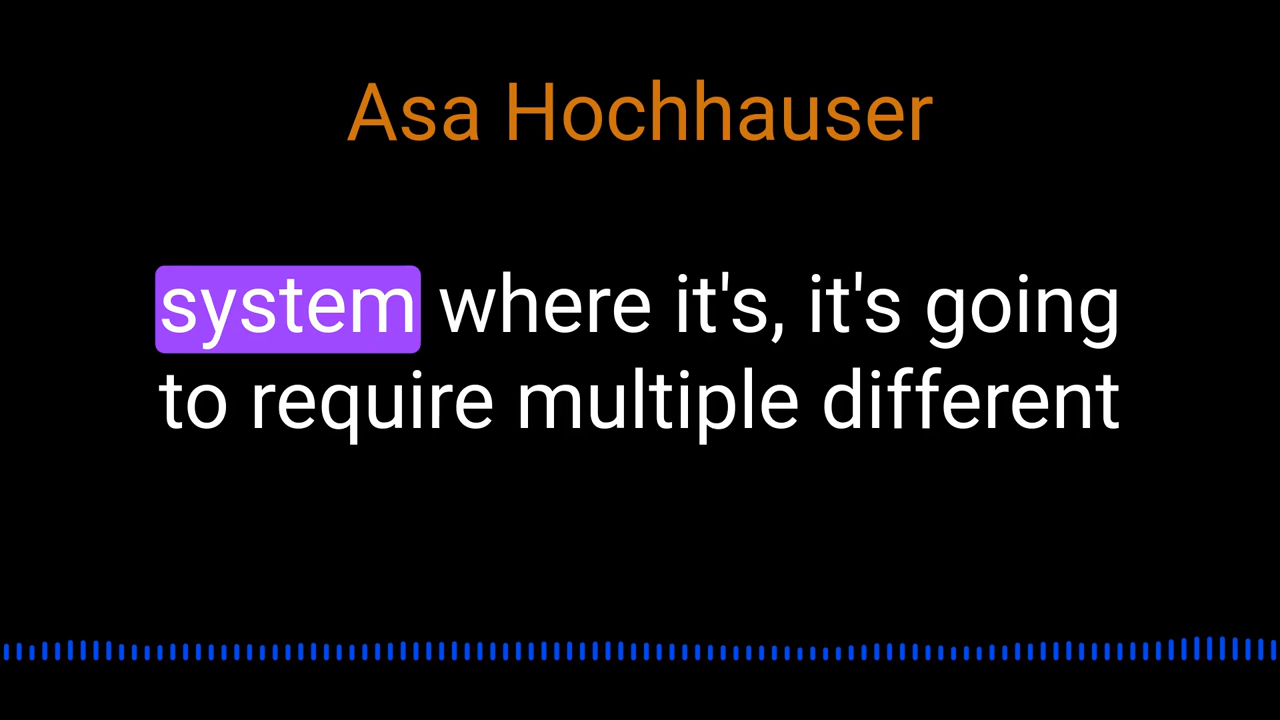 Asa Hochhauser
system where it's, it's going
to require multiple different